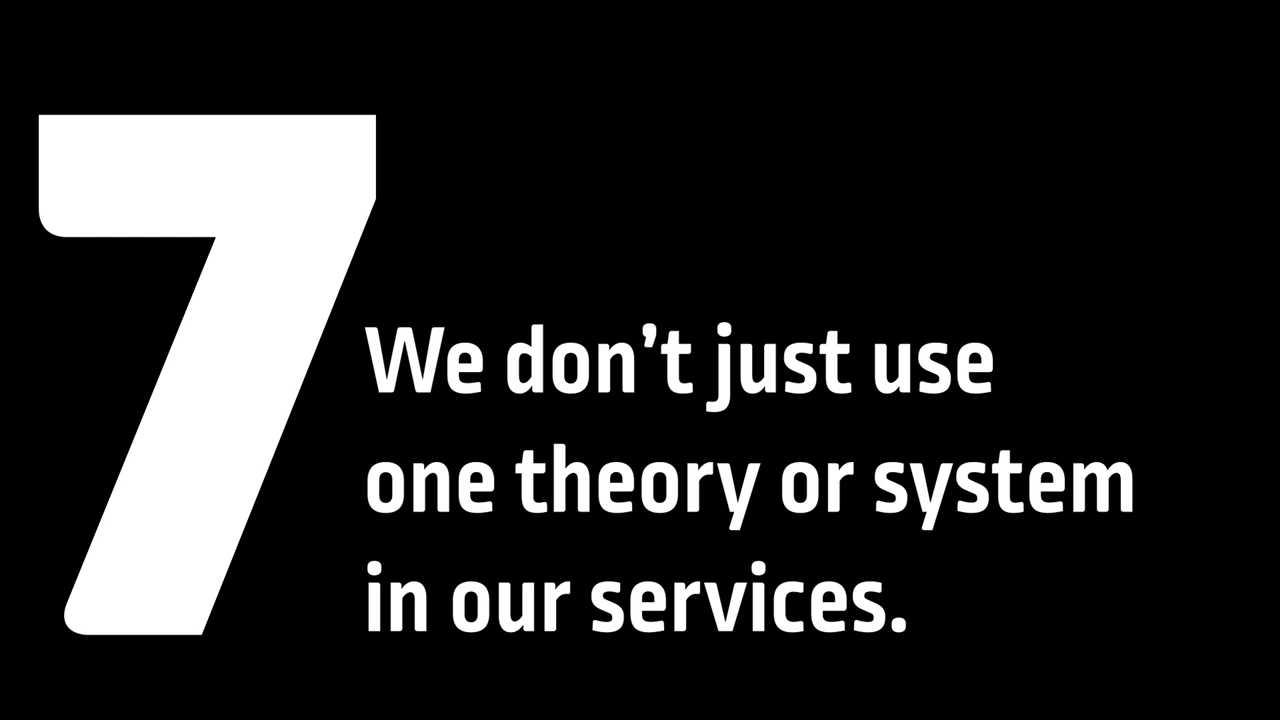 7
We don’t just use
one theory or system
in our services.